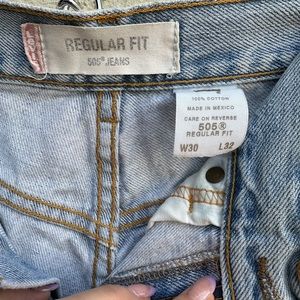 REGULAR FIT
505® JEANS
100% COTTON
MADE IN MEXICO
CARE ON REVERSE
505®
REGULAR FIT
W30 L32